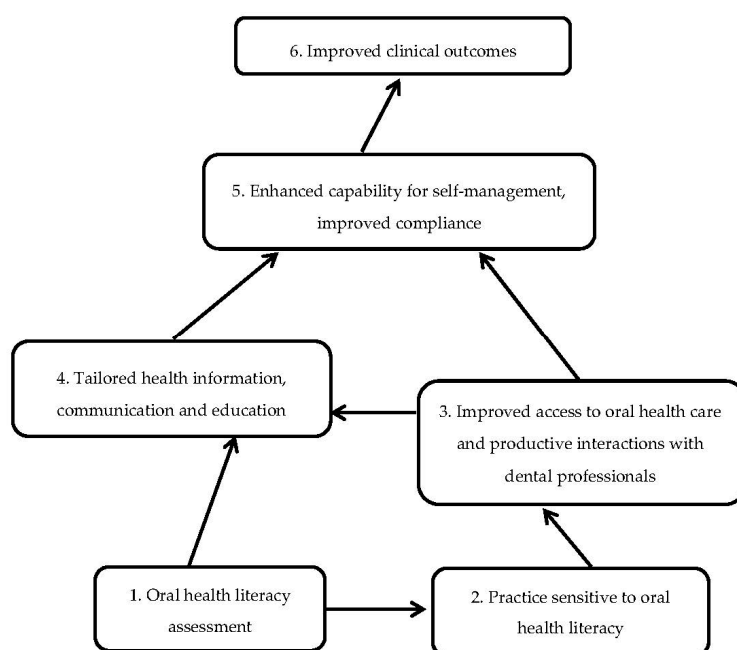 6. Improved clinical outcomes
5. Enhanced capability for self-management,
improved compliance
4. Tailored health information,
communication and education
3. Improved access to oral health care
and productive interactions with
dental professionals
1. Oral health literacy
assessment
2. Practice sensitive to oral
health literacy